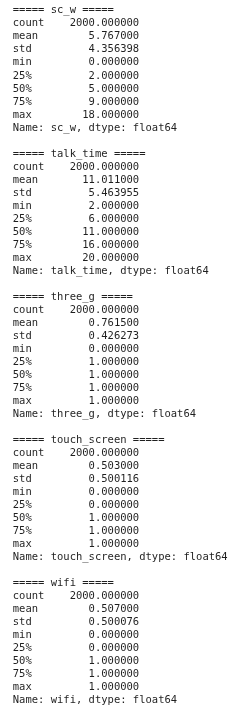 ===== sc_w =====
count    2000.000000
mean        5.767000
std         4.356398
min         0.000000
25%         2.000000
50%         5.000000
75%         9.000000
max        18.000000
Name: sc_w, dtype: float64

===== talk_time =====
count    2000.000000
mean       11.011000
std         5.463955
min         2.000000
25%         6.000000
50%        11.000000
75%        16.000000
max        20.000000
Name: talk_time, dtype: float64

===== three_g =====
count    2000.000000
mean        0.761500
std         0.426273
min         0.000000
25%         1.000000
50%         1.000000
75%         1.000000
max         1.000000
Name: three_g, dtype: float64

===== touch_screen =====
count    2000.000000
mean        0.503000
std         0.500116
min         0.000000
25%         0.000000
50%         1.000000
75%         1.000000
max         1.000000
Name: touch_screen, dtype: float64

===== wifi =====
count    2000.000000
mean        0.507000
std         0.500076
min         0.000000
25%         0.000000
50%         1.000000
75%         1.000000
max         1.000000
Name: wifi, dtype: float64